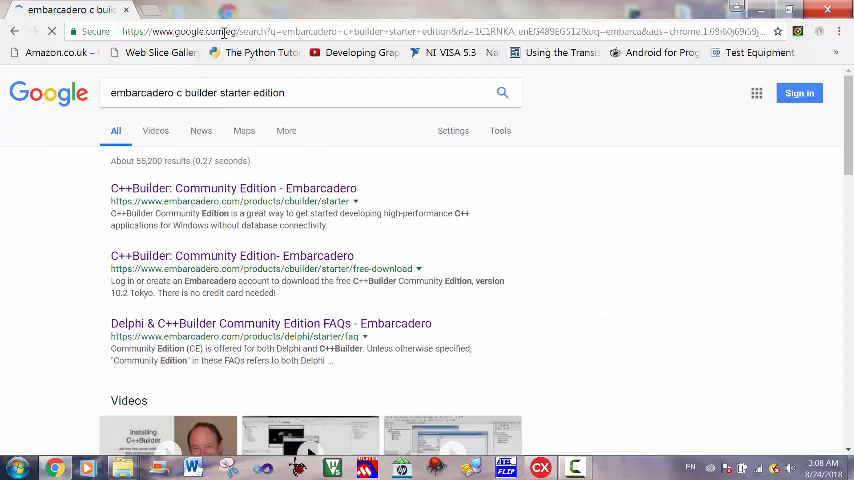 embarcadero c buil
Secure https://www.google.com.eg/search?q=embarcadero+c+builder+starter+edition&rlz=1C1RNKA_enEG489EG512&oq=embarca&aqs=chrome.1.69i60j69i59j...
Amazon.co.uk – Web Slice Gallery The Python Tutor Developing Grap NI-VISA 5.3 Na Using the Transis Android for Prog Test Equipment »
Google
embarcadero c builder starter edition
Sign in
All Videos News Maps More Settings Tools
About 55,200 results (0.27 seconds)
C++Builder: Community Edition - Embarcadero
https://www.embarcadero.com/products/cbuilder/starter
C++Builder Community Edition is a great way to get started developing high-performance C++
applications for Windows without database connectivity.
C++Builder: Community Edition- Embarcadero
https://www.embarcadero.com/products/cbuilder/starter/free-download
Log in or create an Embarcadero account to download the free C++Builder Community Edition, version
10.2 Tokyo. There is no credit card needed!
Delphi & C++Builder Community Edition FAQs - Embarcadero
https://www.embarcadero.com/products/delphi/starter/faq
Community Edition (CE) is offered for both Delphi and C++Builder. Unless otherwise specified,
"Community Edition" in these FAQs refers to both Delphi ...
Videos
Installing
C++Builder
EN
3:08 AM
8/24/2018